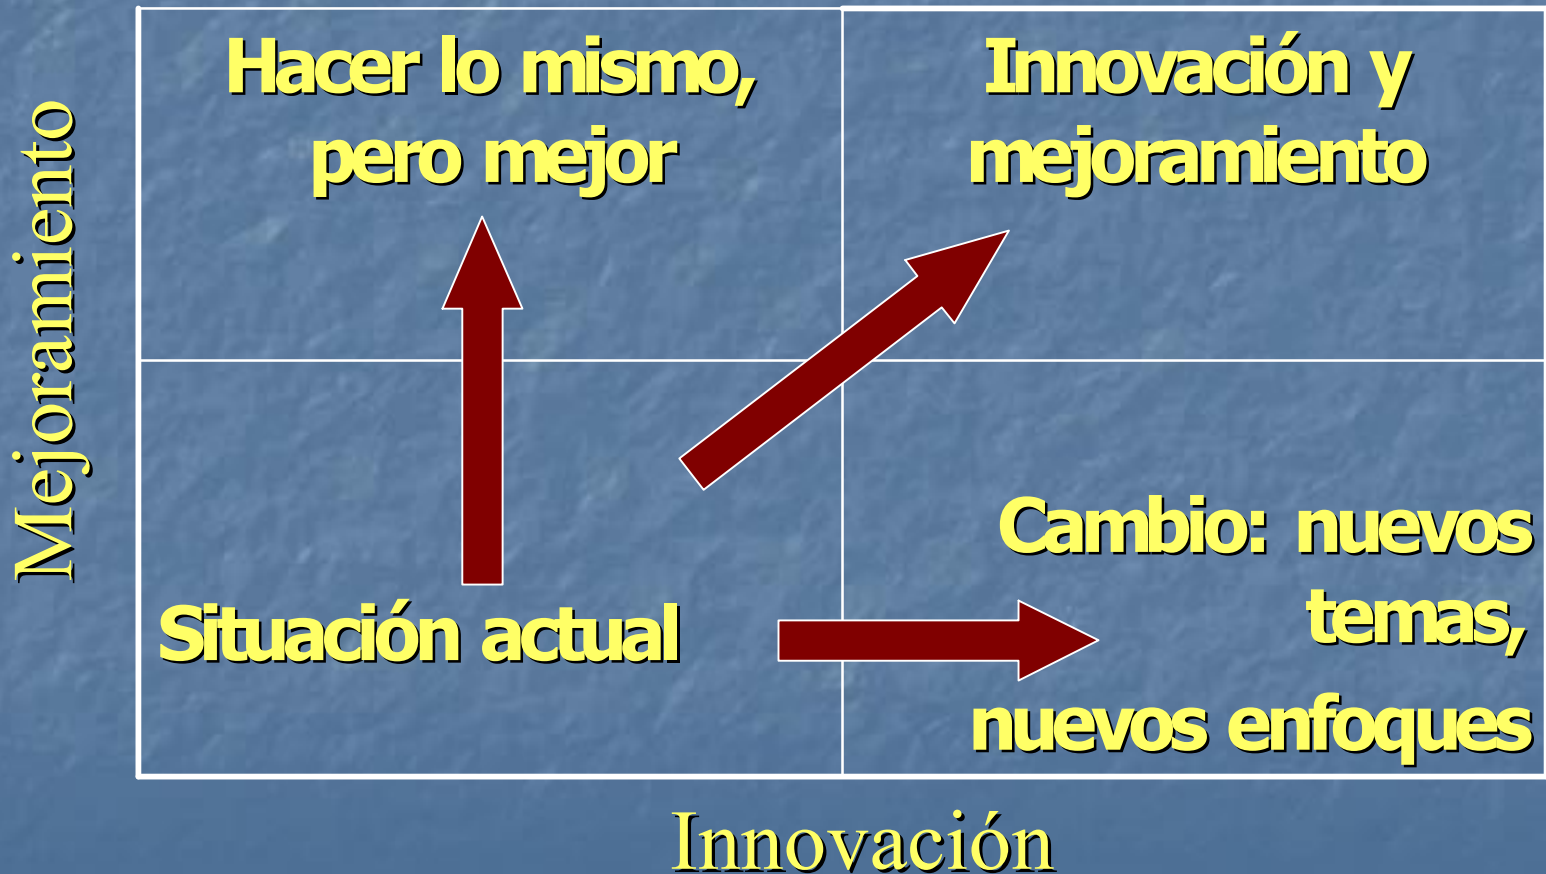 Mejoramiento
Hacer lo mismo,
pero mejor
Innovación y
mejoramiento
Situación actual
Cambio: nuevos
temas,
nuevos enfoques
Innovación